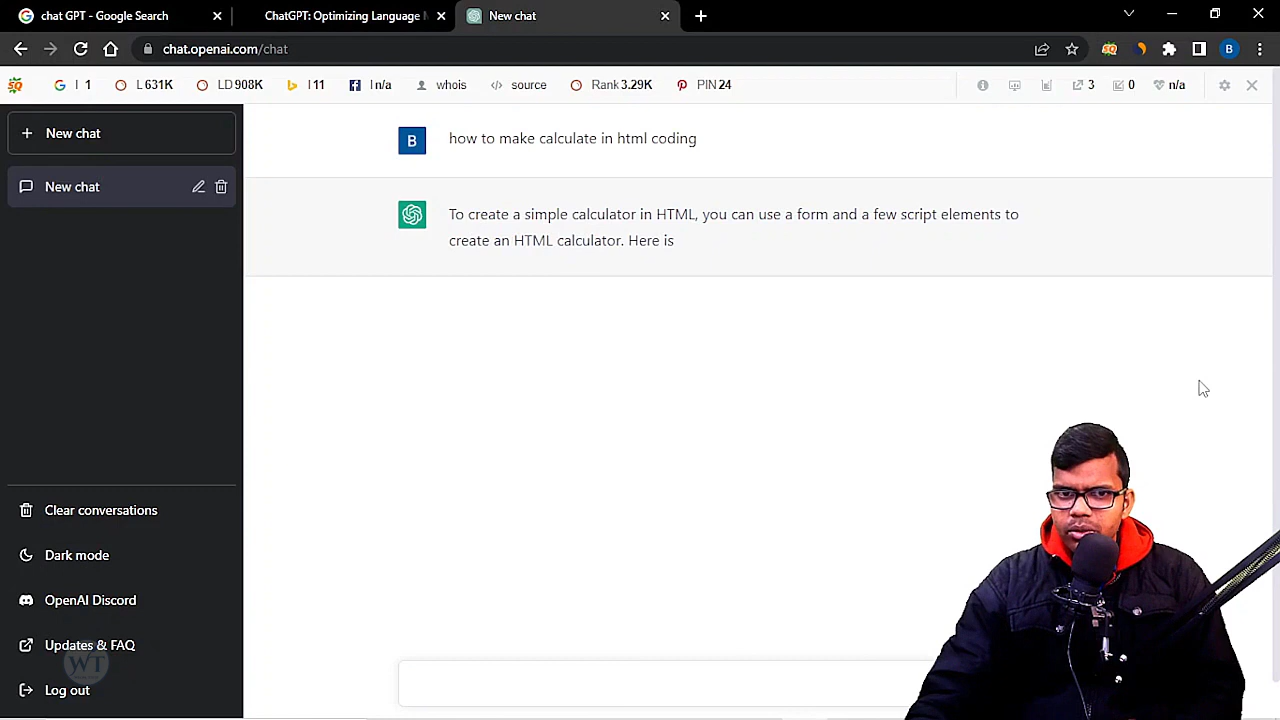 chat GPT - Google Search
ChatGPT: Optimizing Language
New chat
chat.openai.com/chat
B
I 1
L 631K
LD 908K
I 11
I n/a
whois
source
Rank 3.29K
PIN 24
3
0
n/a
New chat
New chat
B
how to make calculate in html coding
To create a simple calculator in HTML, you can use a form and a few script elements to
create an HTML calculator. Here is
Clear conversations
Dark mode
OpenAI Discord
Updates & FAQ
WT
Log out